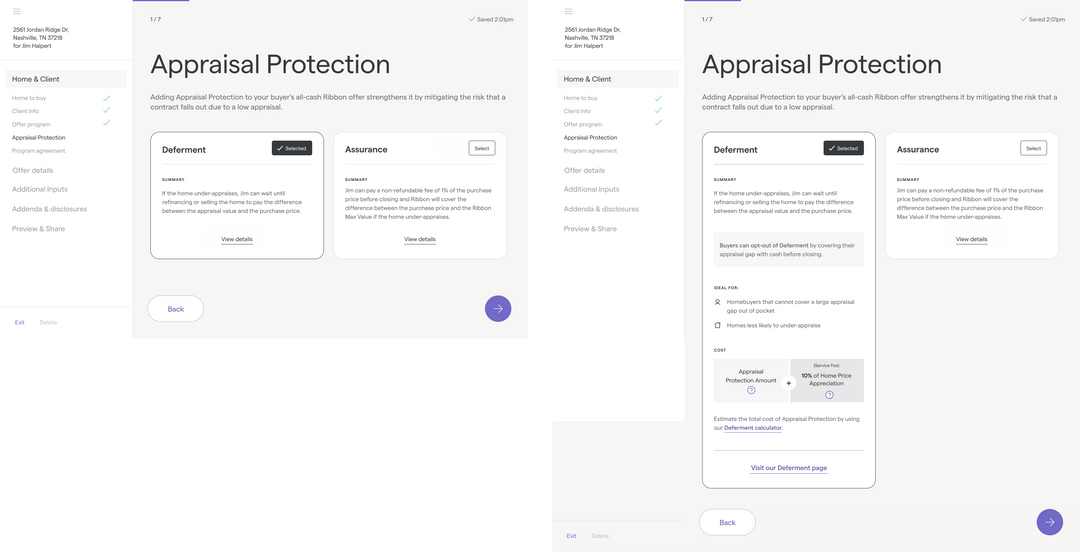 2561 Jordan Ridge Dr,
Nashville, TN 37218
for Jim Halpert
Home & Client
Home to buy
Client info
Offer program
Appraisal Protection
Program agreement
Offer details
Additional Inputs
Addenda & disclosures
Preview & Share
Exit
Delete
1 / 7
Saved 2:01pm
Appraisal Protection
Adding Appraisal Protection to your buyer's all-cash Ribbon offer strengthens it by mitigating the risk that a
contract falls out due to a low appraisal.
Deferment
Selected
SUMMARY
If the home under-appraises, Jim can wait until
refinancing or selling the home to pay the difference
between the appraisal value and the purchase price.
View details
Assurance
Select
SUMMARY
Jim can pay a non-refundable fee of 1% of the purchase
price before closing and Ribbon will cover the
difference between the purchase price and the Ribbon
Max Value if the home under-appraises.
View details
Back
2561 Jordan Ridge Dr,
Nashville, TN 37218
for Jim Halpert
Home & Client
Home to buy
Client info
Offer program
Appraisal Protection
Program agreement
Offer details
Additional Inputs
Addenda & disclosures
Preview & Share
Exit
Delete
1 / 7
Saved 2:01pm
Appraisal Protection
Adding Appraisal Protection to your buyer's all-cash Ribbon offer strengthens it by mitigating the risk that a
contract falls out due to a low appraisal.
Deferment
Selected
SUMMARY
If the home under-appraises, Jim can wait until
refinancing or selling the home to pay the difference
between the appraisal value and the purchase price.
Buyers can opt-out of Deferment by covering their
appraisal gap with cash before closing.
IDEAL FOR:
Homebuyers that cannot cover a large appraisal
gap out of pocket
Homes less likely to under-appraise
COST
Appraisal
Protection Amount
?
+
(Service Fee)
10% of Home Price
Appreciation
?
Estimate the total cost of Appraisal Protection by using
our Deferment calculator.
Visit our Deferment page
Assurance
Select
SUMMARY
Jim can pay a non-refundable fee of 1% of the purchase
price before closing and Ribbon will cover the
difference between the purchase price and the Ribbon
Max Value if the home under-appraises.
View details
Back